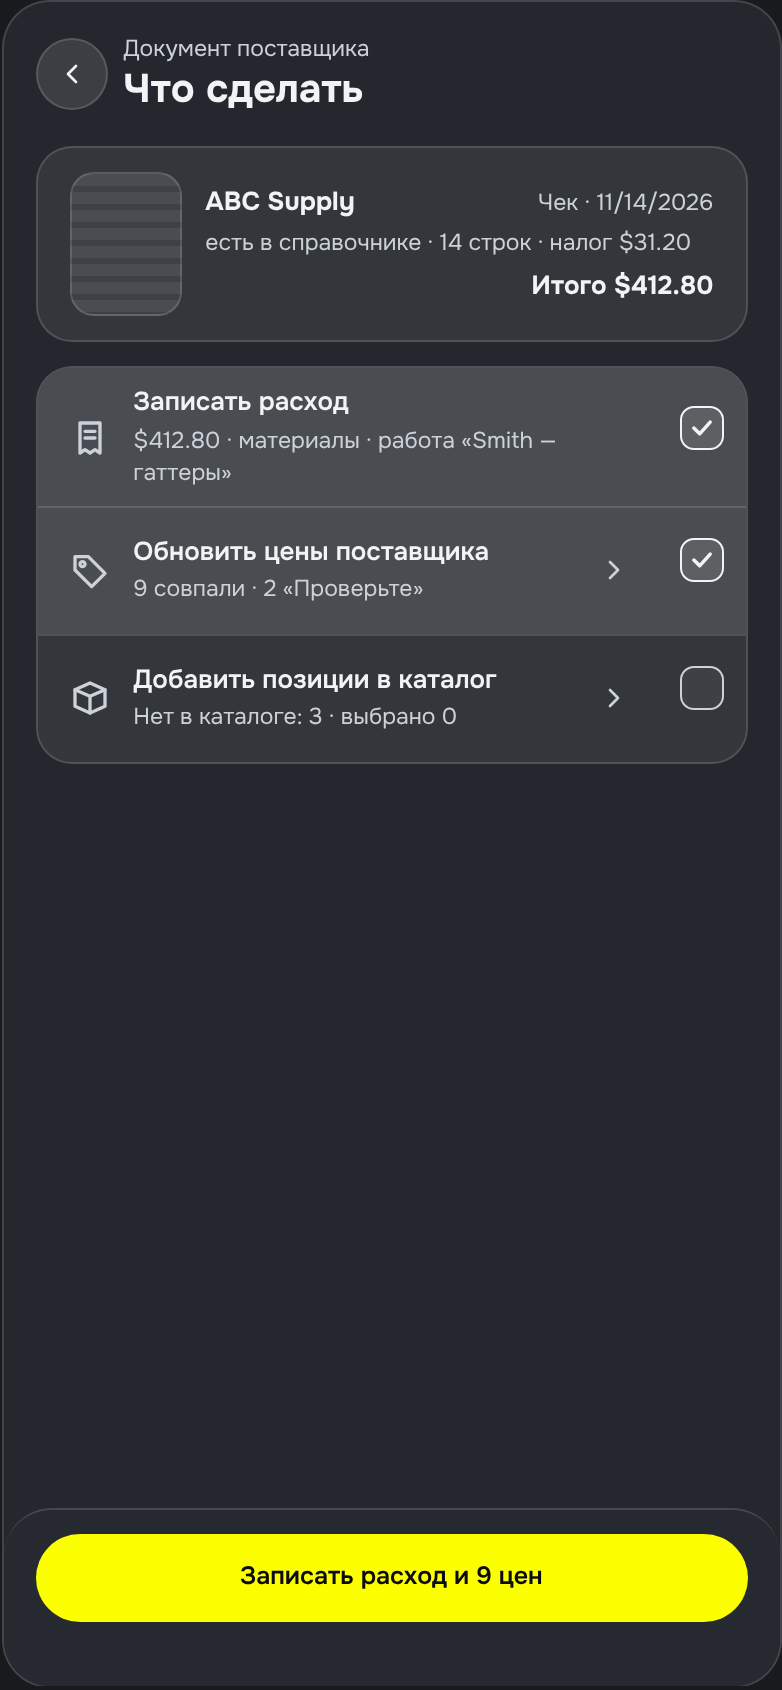 Документ поставщика
Что сделать
ABC Supply
Чек · 11/14/2026
есть в справочнике · 14 строк · налог $31.20
Итого $412.80
Записать расход
$412.80 · материалы · работа «Smith —
гаттеры»
Обновить цены поставщика
9 совпали · 2 «Проверьте»
Добавить позиции в каталог
Нет в каталоге: 3 · выбрано 0
Записать расход и 9 цен